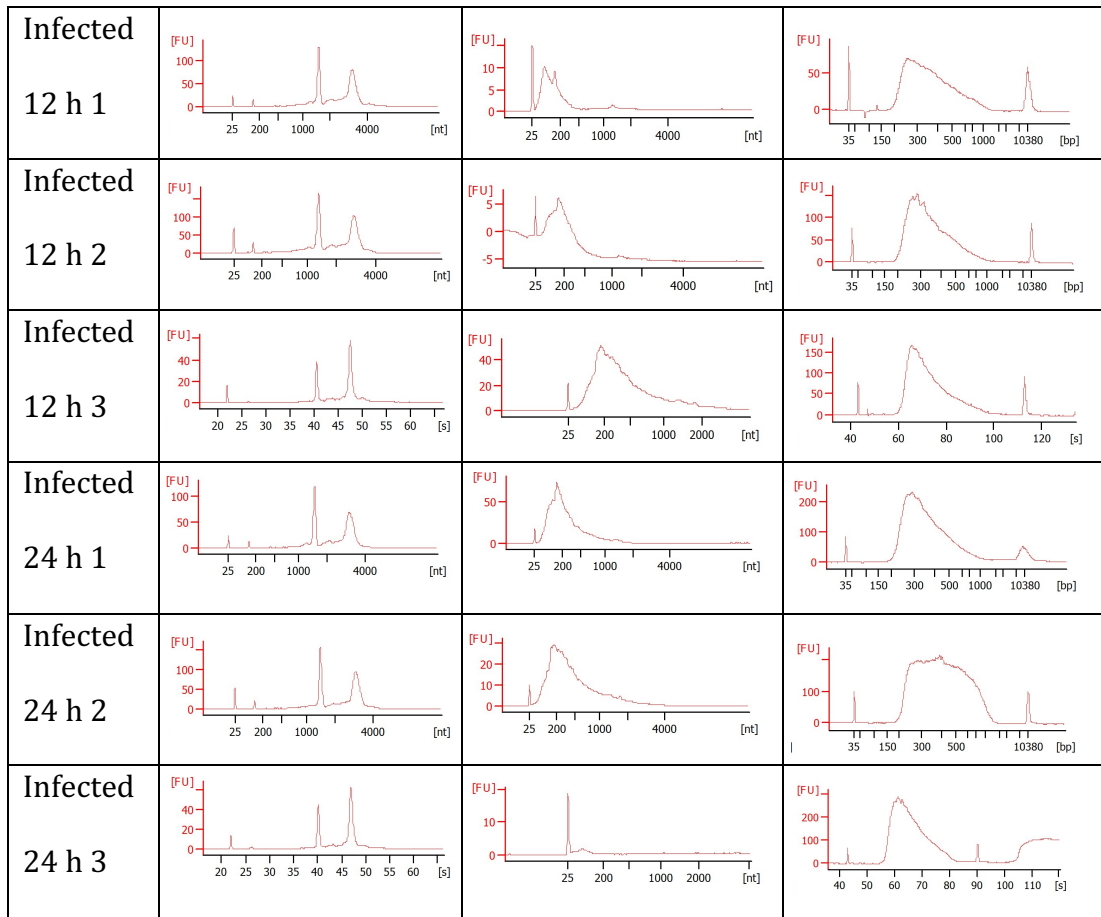 Infected
12 h 1
[FU]
100
50
0
25 200 1000 4000 [nt]
[FU]
15
10
5
0
25 200 1000 4000 [nt]
[FU]
50
0
35 150 300 500 1000 10380 [bp]
Infected
12 h 2
[FU]
100
50
0
25 200 1000 4000 [nt]
[FU]
5
0
-5
25 200 1000 4000 [nt]
[FU]
100
50
0
35 150 300 500 1000 10380 [bp]
Infected
12 h 3
[FU]
40
20
0
20 25 30 35 40 45 50 55 60 [s]
[FU]
40
20
0
25 200 1000 2000 [nt]
[FU]
150
100
50
0
40 60 80 100 120 [s]
Infected
24 h 1
[FU]
100
50
0
25 200 1000 4000 [nt]
[FU]
50
0
25 200 1000 4000 [nt]
[FU]
200
100
0
35 150 300 500 1000 10380 [bp]
Infected
24 h 2
[FU]
100
50
0
25 200 1000 4000 [nt]
[FU]
20
10
0
25 200 1000 4000 [nt]
[FU]
100
0
35 150 300 500 10380 [bp]
Infected
24 h 3
[FU]
40
20
0
20 25 30 35 40 45 50 55 60 65 [s]
[FU]
10
0
25 200 1000 2000 [nt]
[FU]
300
200
100
0
40 50 60 70 80 90 100 110 [s]